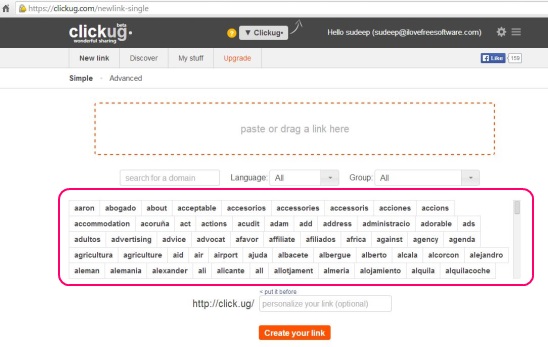 https://clickug.com/newlink-single
clickug• beta
wonderful sharing
? ▼ Clickug•
Hello sudeep (sudeep@ilovefreesoftware.com)
New link Discover My stuff Upgrade
Like 159
Simple Advanced
paste or drag a link here
search for a domain Language: All Group: All
aaron abogado about acceptable accesorios accessories accessoris acciones accions
accommodation acoruña act actions acudit adam add address administracio adorable ads
adultos advertising advice advocat afavor affiliate afiliados africa against agency agenda
agricultura agriculture aid air airport ajuda albacete albergue alberto alcala alcorcon alejandro
aleman alemania alexander ali alicante all allotjament almeria alojamiento alquila alquilacoche
< put it before
http://click.ug/ personalize your link (optional)
Create your link